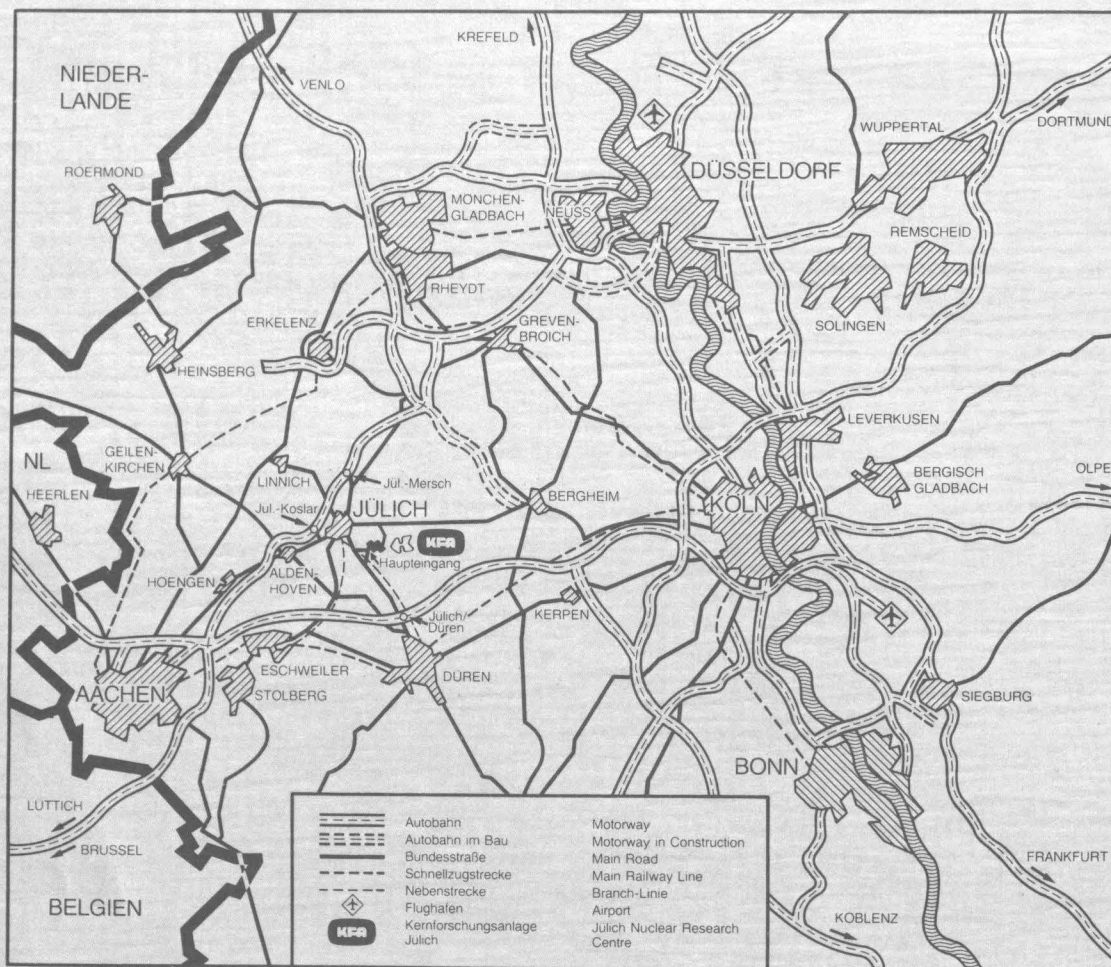 KREFELD
NIEDER-
LANDE
VENLO
DORTMUND
WUPPERTAL
DÜSSELDORF
ROERMOND
MÖNCHEN-
GLADBACH
NEUSS
REMSCHEID
RHEYDT
SOLINGEN
ERKELENZ
GREVEN-
BROICH
HEINSBERG
LEVERKUSEN
GEILEN-
KIRCHEN
NL
LINNICH
Jül.-Mersch
BERGISCH
GLADBACH
OLPE
HEERLEN
Jül.-Koslar
JÜLICH
BERGHEIM
KÖLN
KFA
Haupteingang
HOENGEN
ALDEN-
HOVEN
Jülich/
Düren
KERPEN
ESCHWEILER
DÜREN
AACHEN
STOLBERG
SIEGBURG
BONN
LÜTTICH
BRÜSSEL
FRANKFURT
BELGIEN
KOBLENZ
Autobahn Motorway
Autobahn im Bau Motorway in Construction
Bundesstraße Main Road
Schnellzugstrecke Main Railway Line
Nebenstrecke Branch-Linie
Flughafen Airport
KFA Kernforschungsanlage Jülich Nuclear Research
Jülich Centre